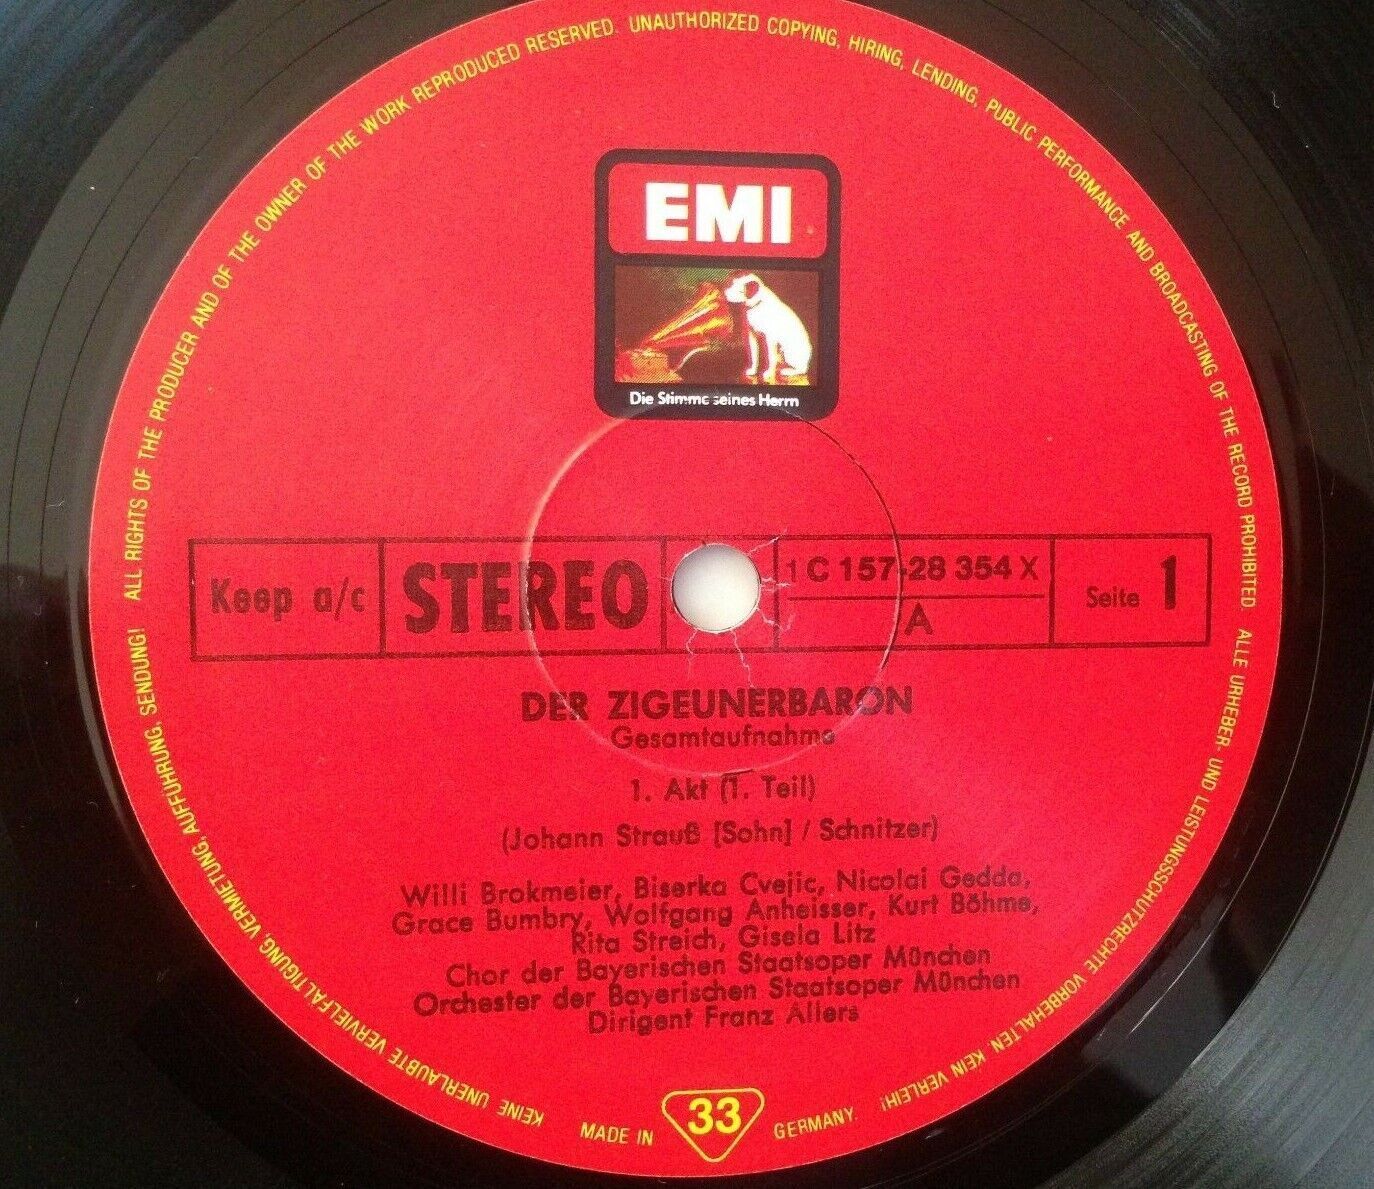 ALL RIGHTS OF THE PRODUCER AND OF THE OWNER OF THE WORK REPRODUCED RESERVED. UNAUTHORIZED COPYING, HIRING, LENDING, PUBLIC PERFORMANCE AND BROADCASTING OF THE RECORD PROHIBITED.
ALLE URHEBER- UND LEISTUNGSSCHUTZRECHTE VORBEHALTEN. KEIN VERLEIH! KEINE UNERLAUBTE VERVIELFÄLTIGUNG, VERMIETUNG, AUFFÜHRUNG, SENDUNG!
EMI
Die Stimme seines Herrn
Keep a/c
STEREO
1 C 157-28 354 X
A
Seite 1
DER ZIGEUNERBARON
Gesamtaufnahme
1. Akt (1. Teil)
(Johann Strauß [Sohn] / Schnitzer)
Willi Brokmeier, Biserka Cvejic, Nicolai Gedda,
Grace Bumbry, Wolfgang Anheisser, Kurt Böhme,
Rita Streich, Gisela Litz
Chor der Bayerischen Staatsoper München
Orchester der Bayerischen Staatsoper München
Dirigent Franz Allers
MADE IN 33 GERMANY.